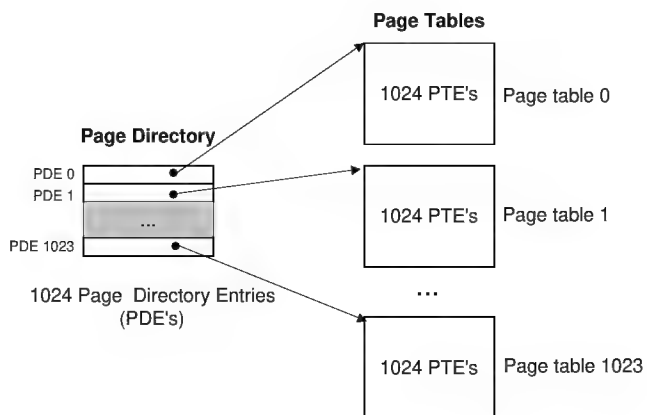 Page Tables
1024 PTE's
Page table 0
Page Directory
PDE 0
PDE 1
...
PDE 1023
1024 Page Directory Entries
(PDE's)
1024 PTE's
Page table 1
...
1024 PTE's
Page table 1023